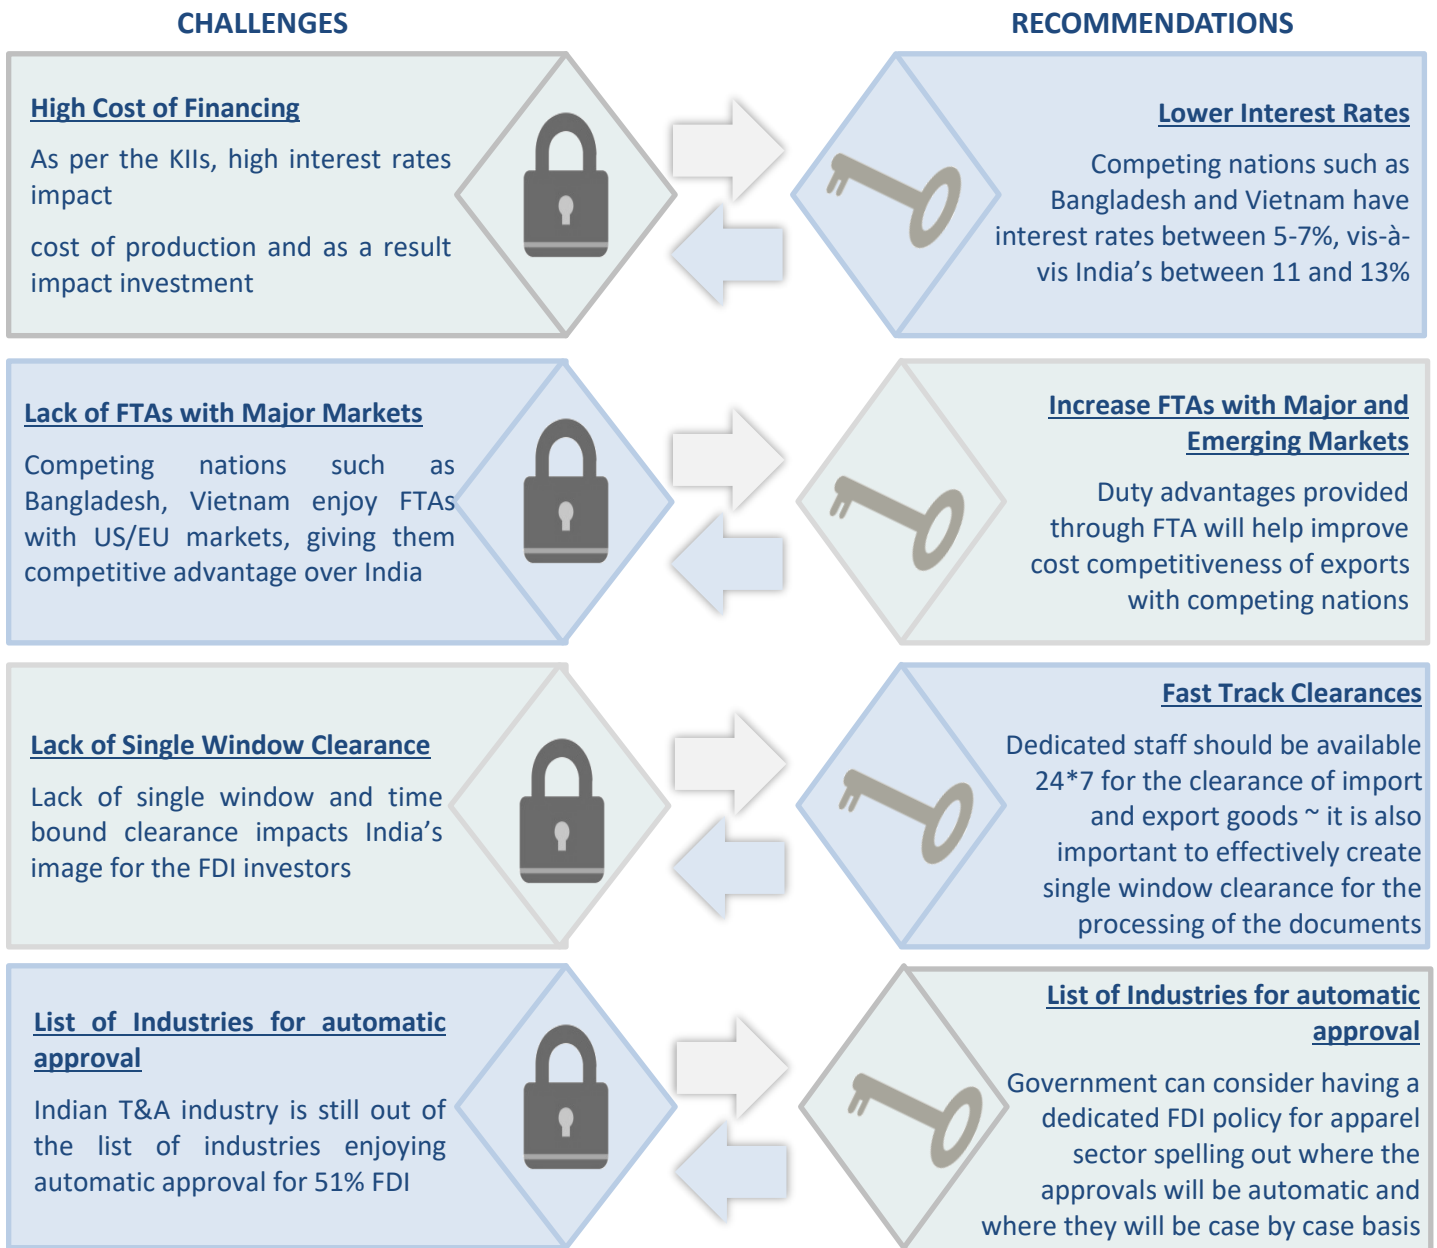 CHALLENGES
RECOMMENDATIONS
High Cost of Financing
As per the KIIs, high interest rates
impact
cost of production and as a result
impact investment
Lower Interest Rates
Competing nations such as
Bangladesh and Vietnam have
interest rates between 5-7%, vis-à-
vis India’s between 11 and 13%
Lack of FTAs with Major Markets
Competing nations such as
Bangladesh, Vietnam enjoy FTAs
with US/EU markets, giving them
competitive advantage over India
Increase FTAs with Major and
Emerging Markets
Duty advantages provided
through FTA will help improve
cost competitiveness of exports
with competing nations
Lack of Single Window Clearance
Lack of single window and time
bound clearance impacts India’s
image for the FDI investors
Fast Track Clearances
Dedicated staff should be available
24*7 for the clearance of import
and export goods ~ it is also
important to effectively create
single window clearance for the
processing of the documents
List of Industries for automatic
approval
Indian T&A industry is still out of
the list of industries enjoying
automatic approval for 51% FDI
List of Industries for automatic
approval
Government can consider having a
dedicated FDI policy for apparel
sector spelling out where the
approvals will be automatic and
where they will be case by case basis